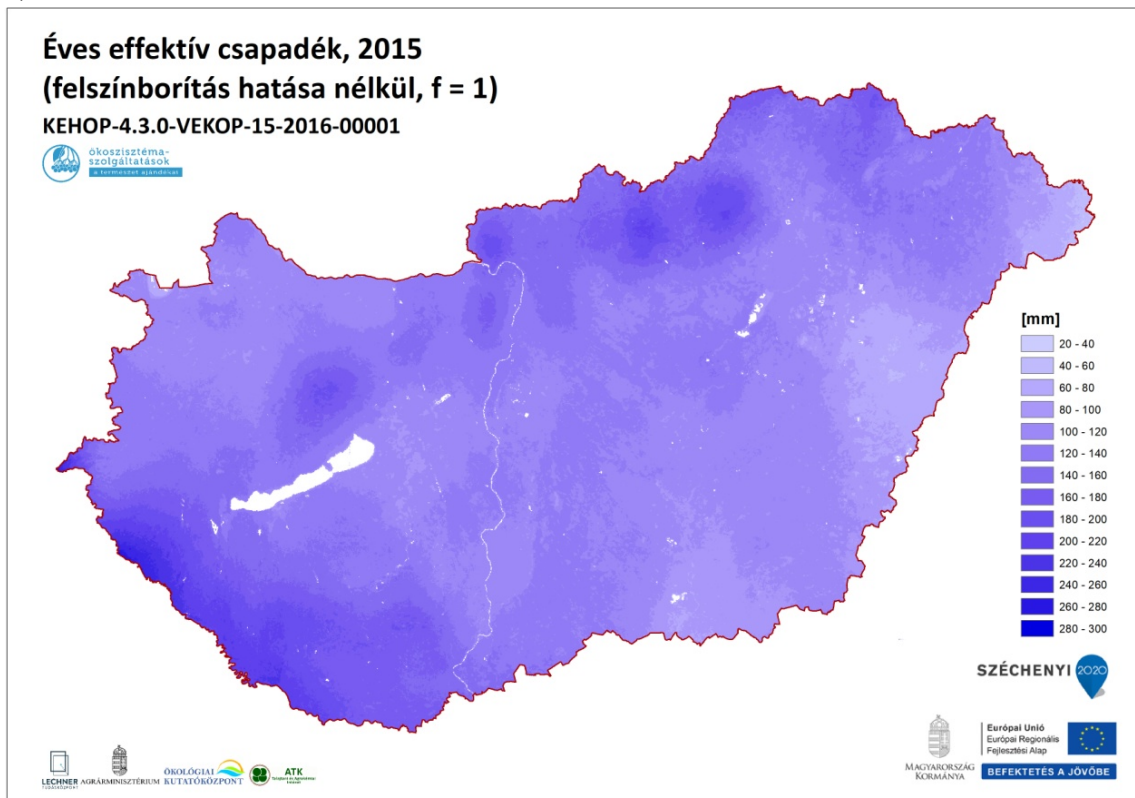 Éves effektív csapadék, 2015
(felszínborítás hatása nélkül, f = 1)
KEHOP-4.3.0-VEKOP-15-2016-00001
ökoszisztéma-
szolgáltatások
a természet ajándékai
[mm]
20 - 40
40 - 60
60 - 80
80 - 100
100 - 120
120 - 140
140 - 160
160 - 180
180 - 200
200 - 220
220 - 240
240 - 260
260 - 280
280 - 300
SZÉCHENYI 2020
MAGYARORSZÁG
KORMÁNYA
Európai Unió
Európai Regionális
Fejlesztési Alap
BEFEKTETÉS A JÖVŐBE
LECHNER
TUDÁSKÖZPONT
AGRÁRMINISZTÉRIUM
ÖKOLÓGIAI
KUTATÓKÖZPONT
ATK